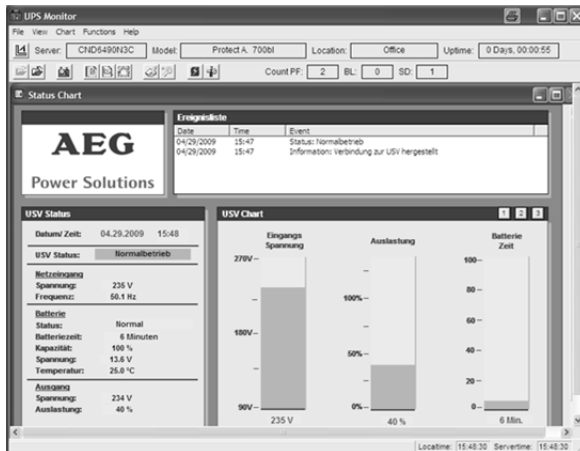 UPS Monitor
File View Chart Functions Help
Server: CND6490N3C Model: Protect A. 700bl Location: Office Uptime: 0 Days, 00:00:55
Count PF: 2 BL: 0 SD: 1
Status Chart
AEG
Power Solutions
Ereignisliste
Date Time Event
04/29/2009 15:47 Status: Normalbetrieb
04/29/2009 15:47 Information: Verbindung zur USV hergestellt
USV Status
Datum/ Zeit: 04.29.2009 15:48
USV Status: Normalbetrieb
Netzeingang
Spannung: 235 V
Frequenz: 50.1 Hz
Batterie
Status: Normal
Batteriezeit: 6 Minuten
Kapazität: 100 %
Spannung: 13.6 V
Temperatur: 25.0 °C
Ausgang
Spannung: 234 V
Auslastung: 40 %
USV Chart 1 2 3
Eingangs
Spannung
270V
180V
90V
235 V
Auslastung
100%
50%
0%
40 %
Batterie
Zeit
100
80
60
40
20
0
6 Min.
Localtime: 15:48:30 Servertime: 15:48:30